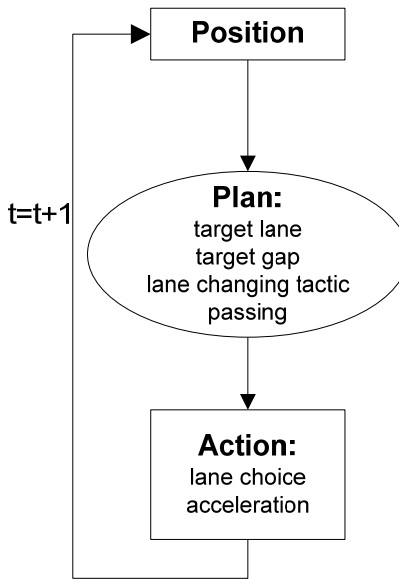 Position
t=t+1
Plan:
target lane
target gap
lane changing tactic
passing
Action:
lane choice
acceleration